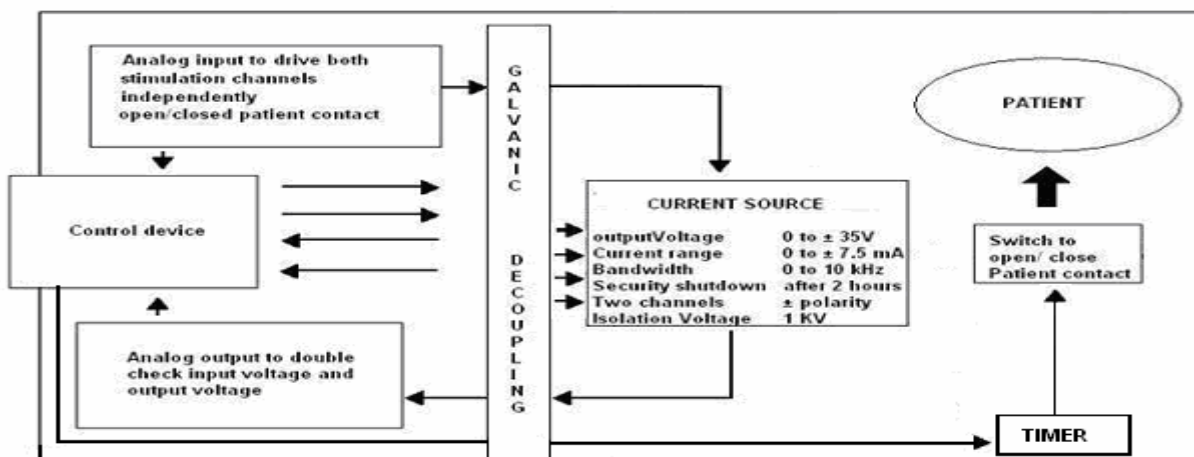 Analog input to drive both
stimulation channels
independently
open/closed patient contact
GALVANIC
DECOUPLING
PATIENT
Control device
CURRENT SOURCE
outputVoltage 0 to ± 35V
Current range 0 to ± 7.5 mA
Bandwidth 0 to 10 kHz
Security shutdown after 2 hours
Two channels ± polarity
Isolation Voltage 1 KV
Switch to
open/ close
Patient contact
Analog output to double
check input voltage and
output voltage
TIMER